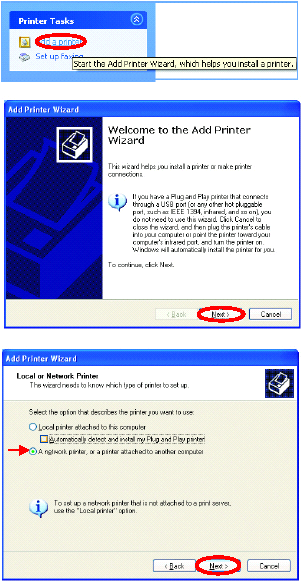 Printer Tasks
Add a printer
Set up faxing
Start the Add Printer Wizard, which helps you install a printer.
Add Printer Wizard
Welcome to the Add Printer
Wizard
This wizard helps you install a printer or make printer
connections.
If you have a Plug and Play printer that connects
through a USB port (or any other hot pluggable
port, such as IEEE 1394, infrared, and so on), you
do not need to use this wizard. Click Cancel to
close the wizard, and then plug the printer's cable
into your computer or point the printer toward your
computer's infrared port, and turn the printer on.
Windows will automatically install the printer for you.
To continue, click Next.
< Back
Next >
Cancel
Add Printer Wizard
Local or Network Printer
The wizard needs to know which type of printer to set up.
Select the option that describes the printer you want to use:
Local printer attached to this computer
Automatically detect and install my Plug and Play printer
A network printer, or a printer attached to another computer
To set up a network printer that is not attached to a print server,
use the "Local printer" option.
< Back
Next >
Cancel